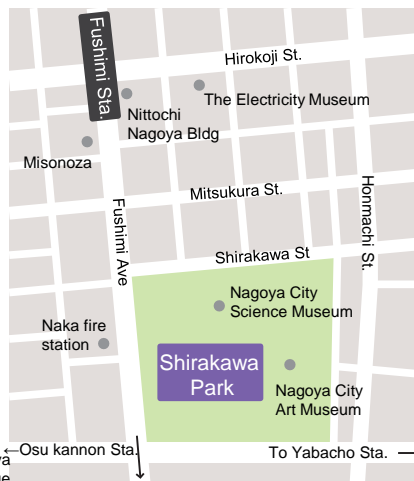 Hirokoji St.
Fushimi Sta.
The Electricity Museum
Nittochi
Nagoya Bldg
Misonoza
Mitsukura St.
Honmachi St.
Fushimi Ave
Shirakawa St
Nagoya City
Science Museum
Naka fire
station
Shirakawa
Park
Nagoya City
Art Museum
←Osu kannon Sta.
To Yabacho Sta.